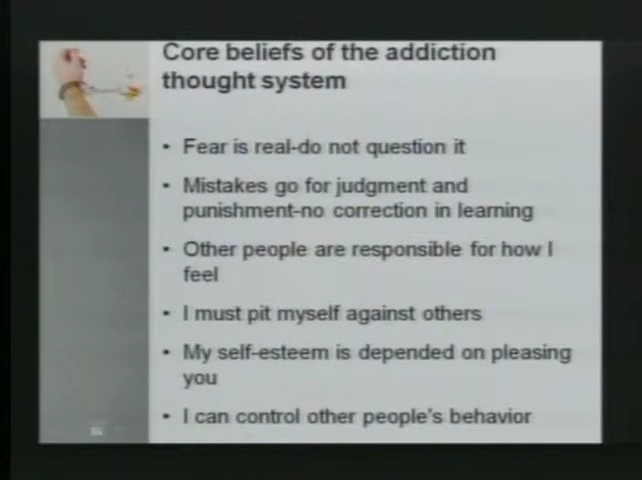 Core beliefs of the addiction
thought system
• Fear is real-do not question it
• Mistakes go for judgment and
punishment-no correction in learning
• Other people are responsible for how I
feel
• I must pit myself against others
• My self-esteem is depended on pleasing
you
• I can control other people's behavior